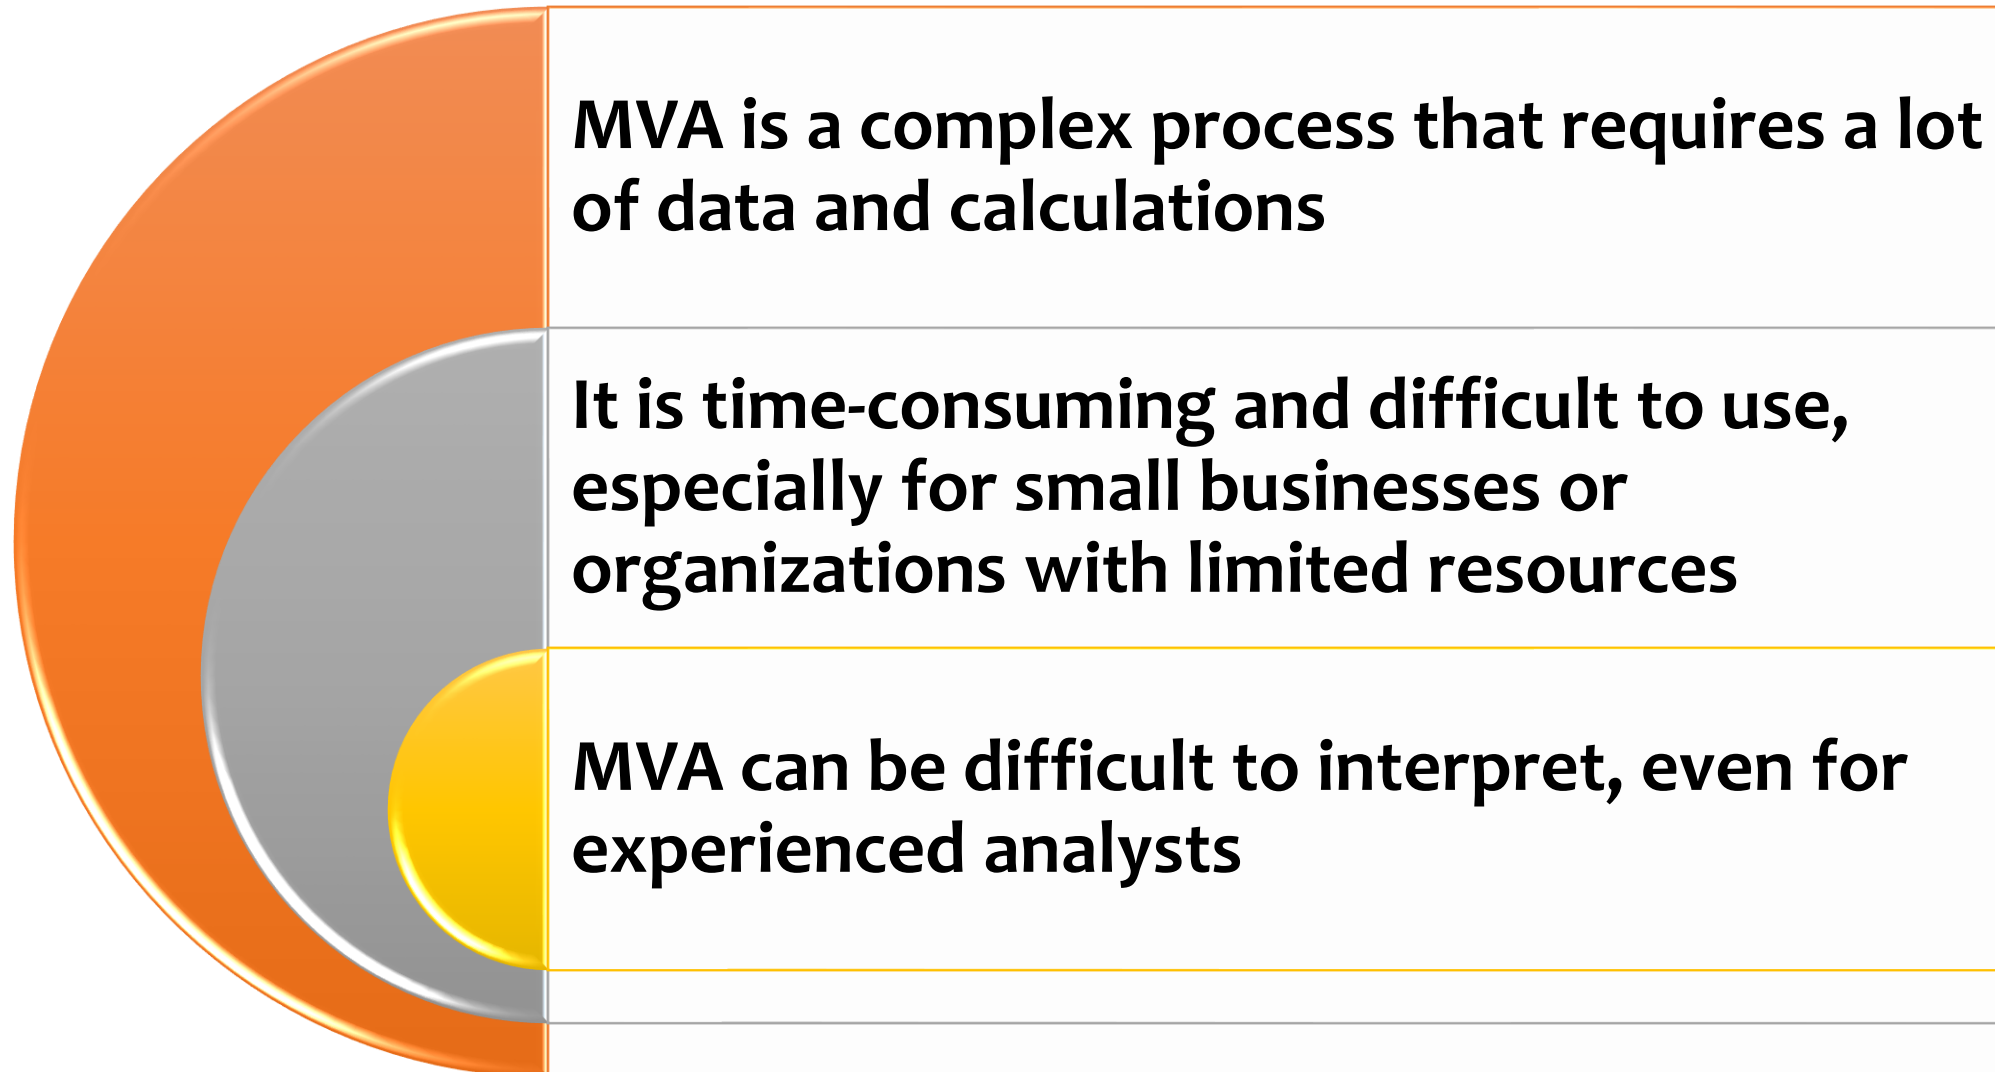 MVA is a complex process that requires a lot
of data and calculations
It is time-consuming and difficult to use,
especially for small businesses or
organizations with limited resources
MVA can be difficult to interpret, even for
experienced analysts